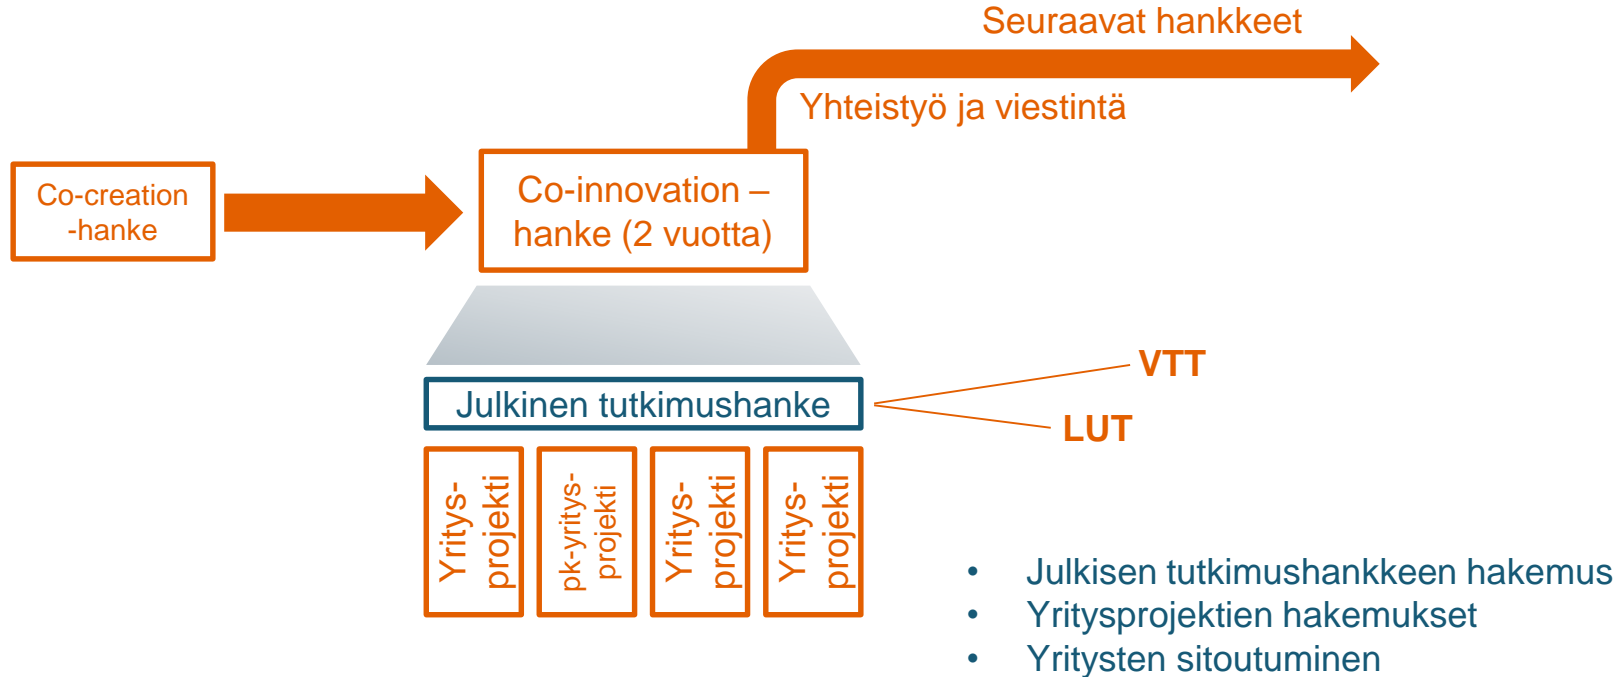 Seuraavat hankkeet
Yhteistyö ja viestintä
Co-creation
-hanke
Co-innovation –
hanke (2 vuotta)
Julkinen tutkimushanke
VTT
LUT
Yritys-
projekti
pk-yritys-
projekti
Yritys-
projekti
Yritys-
projekti
• Julkisen tutkimushankkeen hakemus
• Yritysprojektien hakemukset
• Yritysten sitoutuminen